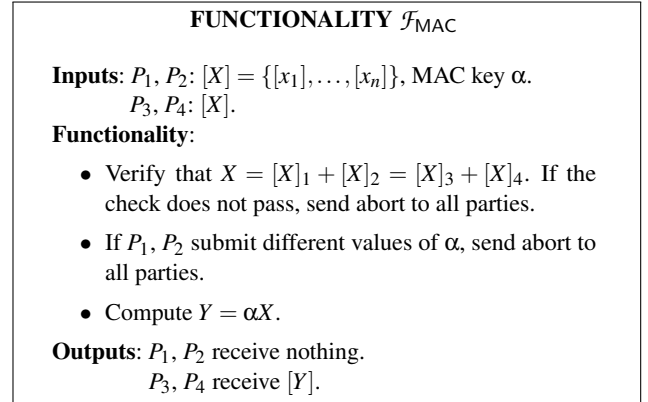 FUNCTIONALITY ℱ_MAC
Inputs: P₁, P₂: [X] = {[x₁],…,[xₙ]}, MAC key α.
P₃, P₄: [X].
Functionality:
• Verify that X = [X]₁ + [X]₂ = [X]₃ + [X]₄. If the
check does not pass, send abort to all parties.
• If P₁, P₂ submit different values of α, send abort to
all parties.
• Compute Y = αX.
Outputs: P₁, P₂ receive nothing.
P₃, P₄ receive [Y].